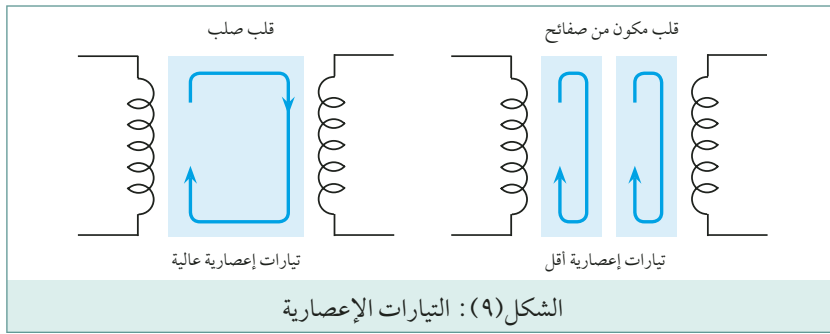 قلب مكون من صفائح
قلب صلب
تيارات إعصارية أقل
تيارات إعصارية عالية
الشكل(٩): التيارات الإعصارية